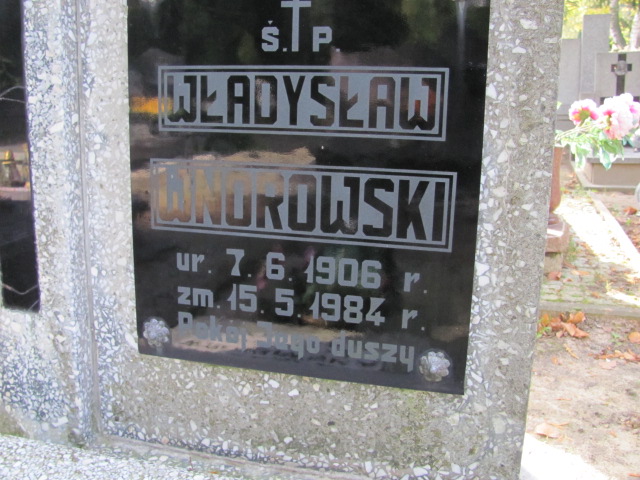 Ś.†P
WŁADYSŁAW
WNOROWSKI
ur. 7. 6. 1906 r.
zm. 15. 5. 1984 r.
Pokój Jego duszy